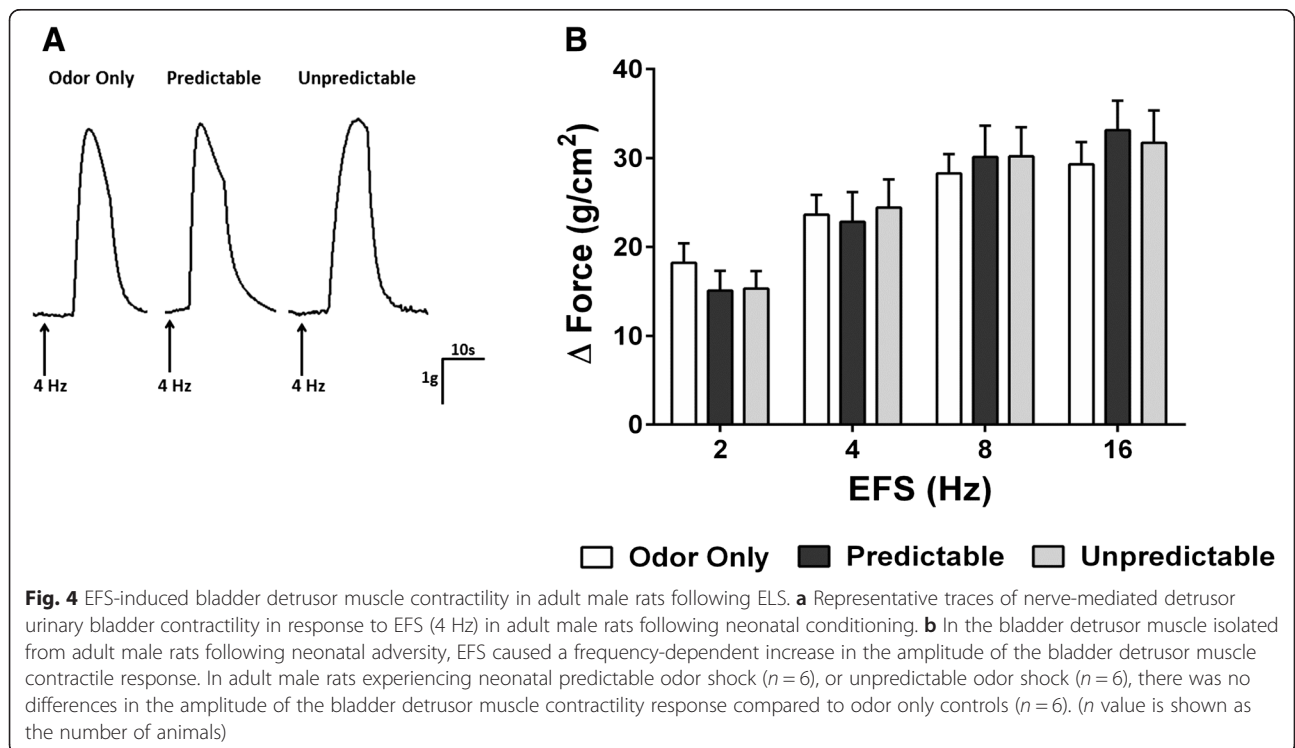 A
Odor Only Predictable Unpredictable
4 Hz 4 Hz 4 Hz
10s
1g
B
Δ Force (g/cm²)
40
30
20
10
0
2 4 8 16
EFS (Hz)
Odor Only Predictable Unpredictable
Fig. 4 EFS-induced bladder detrusor muscle contractility in adult male rats following ELS. a Representative traces of nerve-mediated detrusor
urinary bladder contractility in response to EFS (4 Hz) in adult male rats following neonatal conditioning. b In the bladder detrusor muscle isolated
from adult male rats following neonatal adversity, EFS caused a frequency-dependent increase in the amplitude of the bladder detrusor muscle
contractile response. In adult male rats experiencing neonatal predictable odor shock (n = 6), or unpredictable odor shock (n = 6), there was no
differences in the amplitude of the bladder detrusor muscle contractility response compared to odor only controls (n = 6). (n value is shown as
the number of animals)